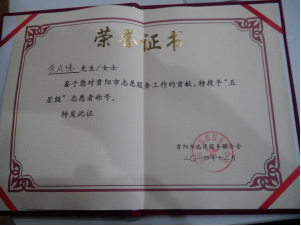 荣誉证书
先生/女士
鉴于您对贵阳市志愿服务工作的贡献，特授予“五
星级”志愿者称号。
特发此证
贵阳市志愿服务联合会
二〇一四年十二月